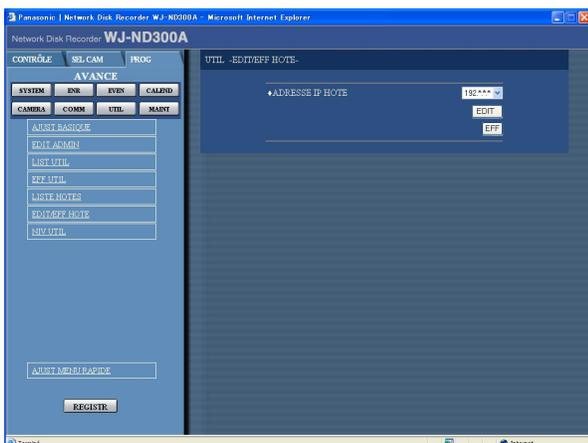 Panasonic | Network Disk Recorder WJ-ND300A - Microsoft Internet Explorer
Network Disk Recorder WJ-ND300A
CONTRÔLE SEL CAM PROG
UTIL -EDIT/EFF HOTE-
AVANCE
SYSTEM ENR EVEN CALEND
CAMERA COMM UTIL MAINT
♦ADRESSE IP HOTE 192.*.*.*
EDIT
EFF
AJUST BASIQUE
EDIT ADMIN
LIST UTIL
EFF UTIL
LISTE HOTES
EDIT/EFF HOTE
NIV UTIL
AJUST MENU RAPIDE
REGISTR
Terminé Internet